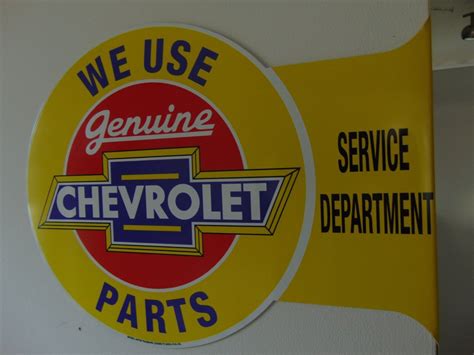 WE USE
genuine
CHEVROLET
PARTS
SERVICE
DEPARTMENT